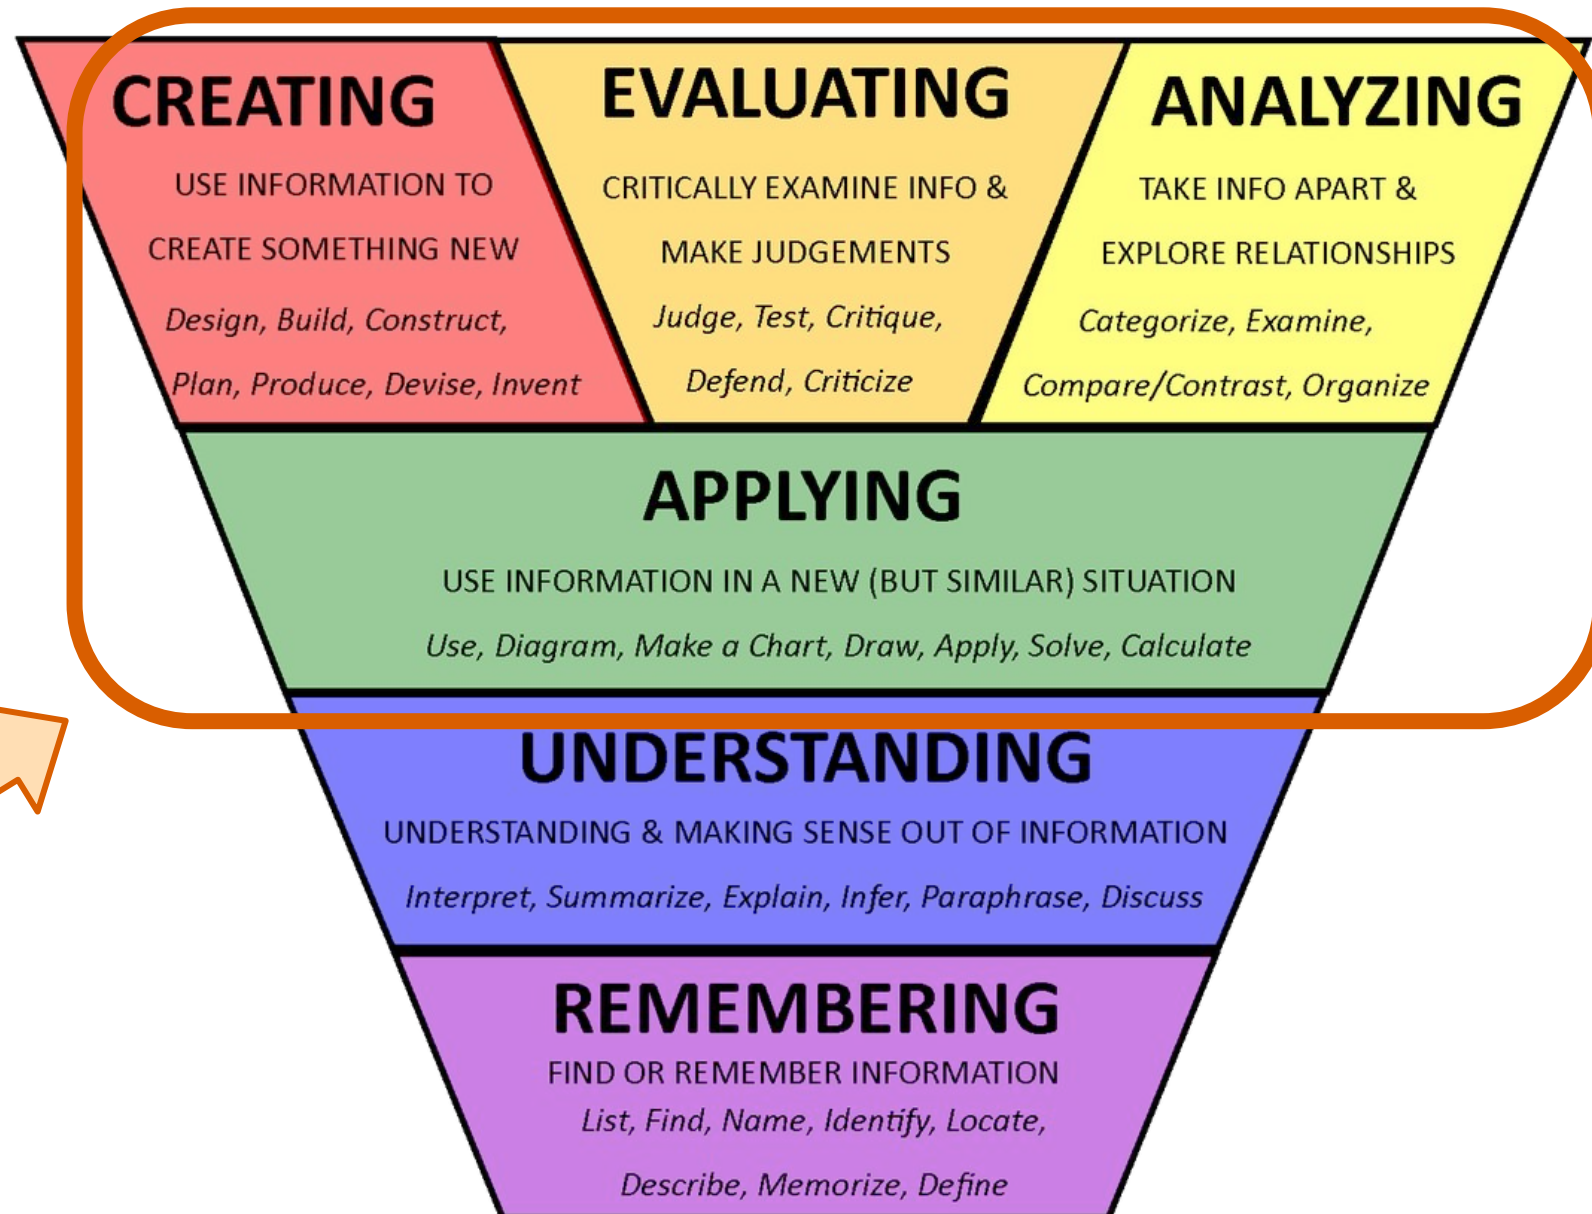 CREATING
USE INFORMATION TO
CREATE SOMETHING NEW
Design, Build, Construct,
Plan, Produce, Devise, Invent
EVALUATING
CRITICALLY EXAMINE INFO &
MAKE JUDGEMENTS
Judge, Test, Critique,
Defend, Criticize
ANALYZING
TAKE INFO APART &
EXPLORE RELATIONSHIPS
Categorize, Examine,
Compare/Contrast, Organize
APPLYING
USE INFORMATION IN A NEW (BUT SIMILAR) SITUATION
Use, Diagram, Make a Chart, Draw, Apply, Solve, Calculate
UNDERSTANDING
UNDERSTANDING & MAKING SENSE OUT OF INFORMATION
Interpret, Summarize, Explain, Infer, Paraphrase, Discuss
REMEMBERING
FIND OR REMEMBER INFORMATION
List, Find, Name, Identify, Locate,
Describe, Memorize, Define